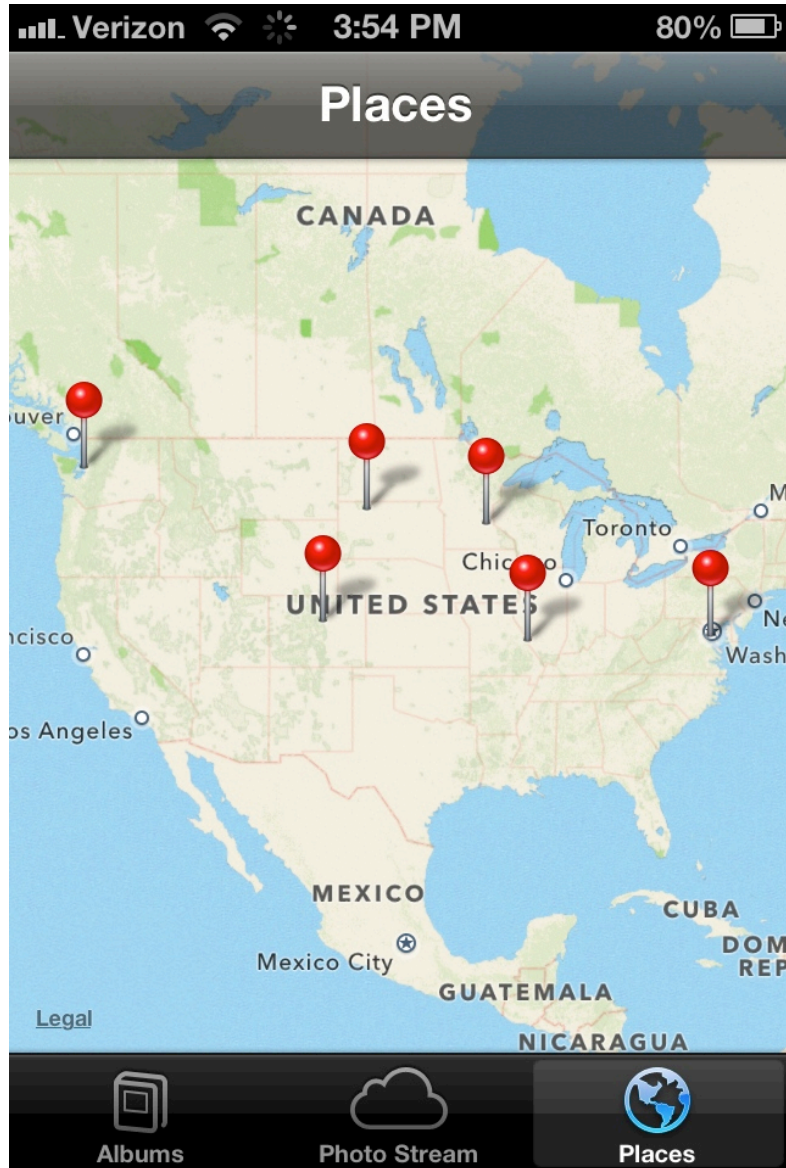 Verizon 3:54 PM 80%
Places
CANADA
ouver
M
Toronto
Chic o
UNITED STATES
ncisco
Ne
Wash
os Angeles
MEXICO
CUBA
Mexico City
DOM
REP
GUATEMALA
Legal
NICARAGUA
Albums Photo Stream Places